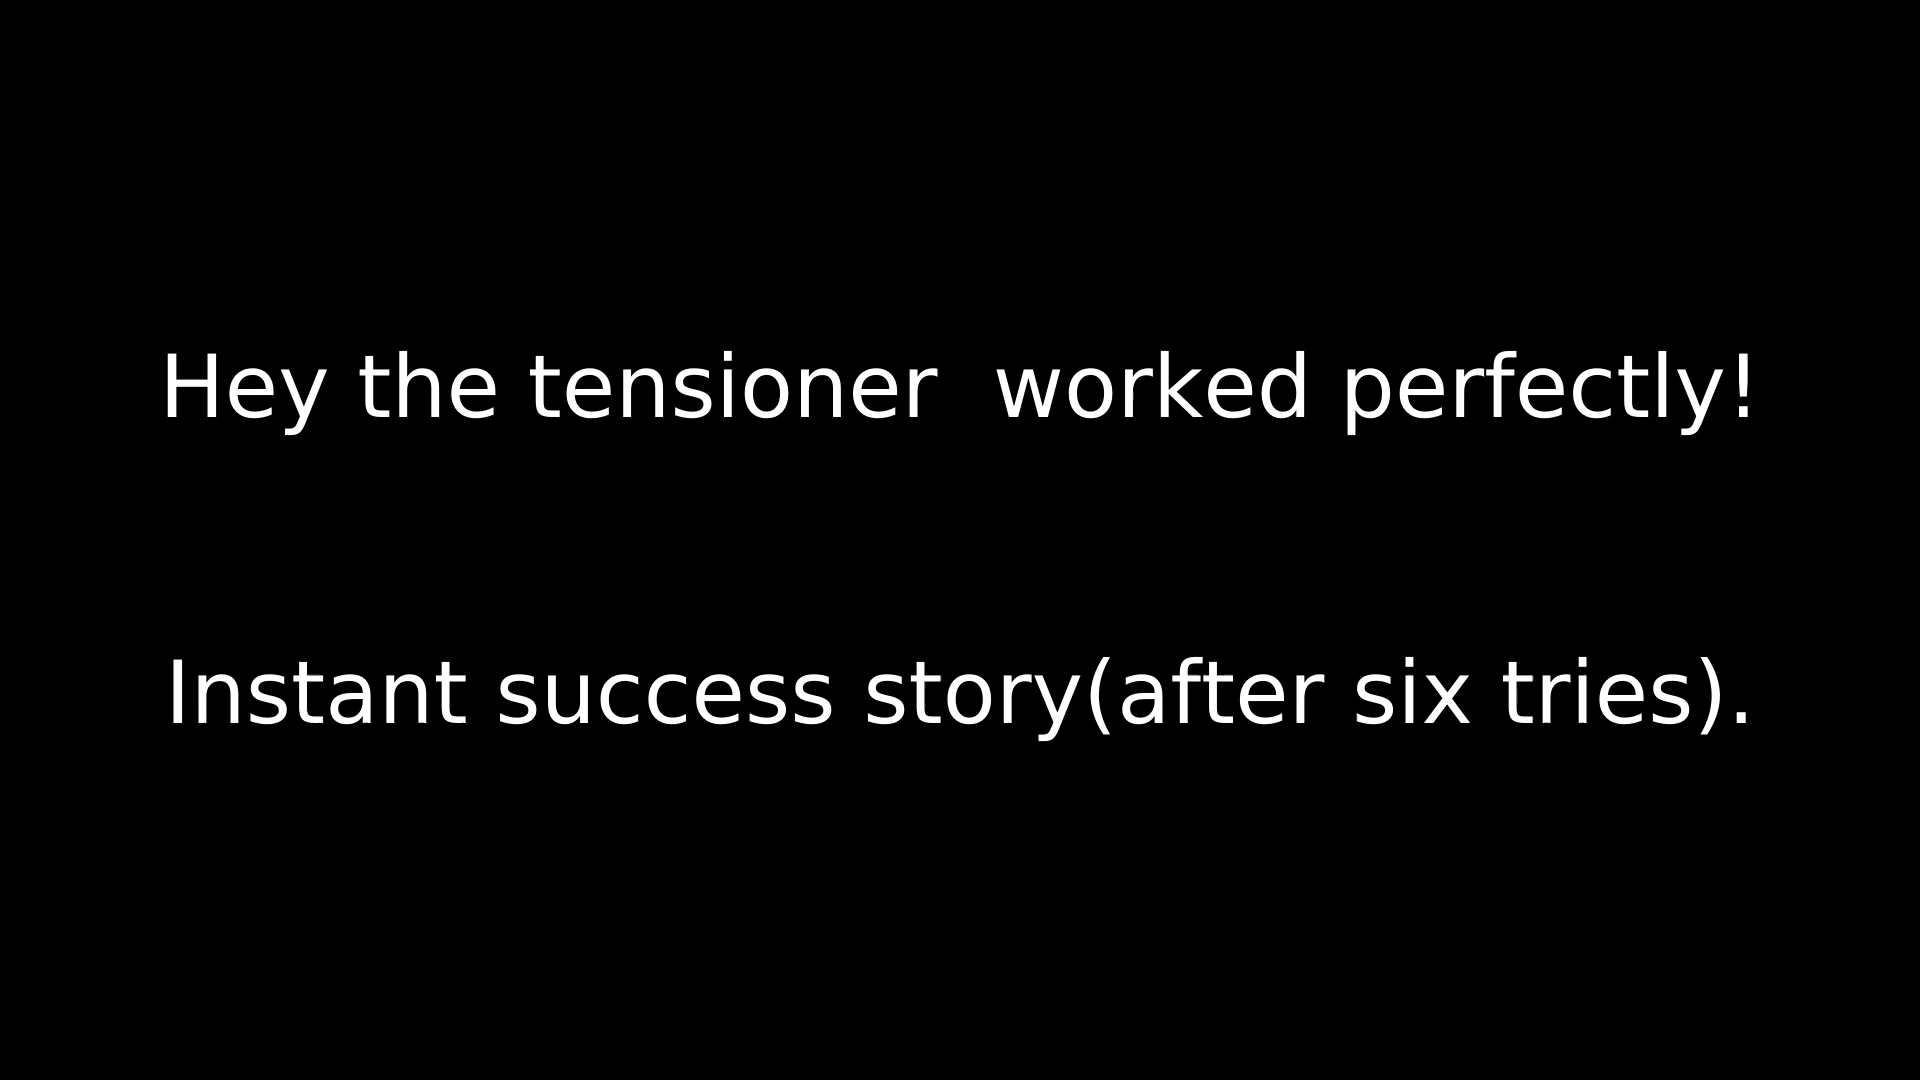 Hey the tensioner  worked perfectly!
Instant success story(after six tries).